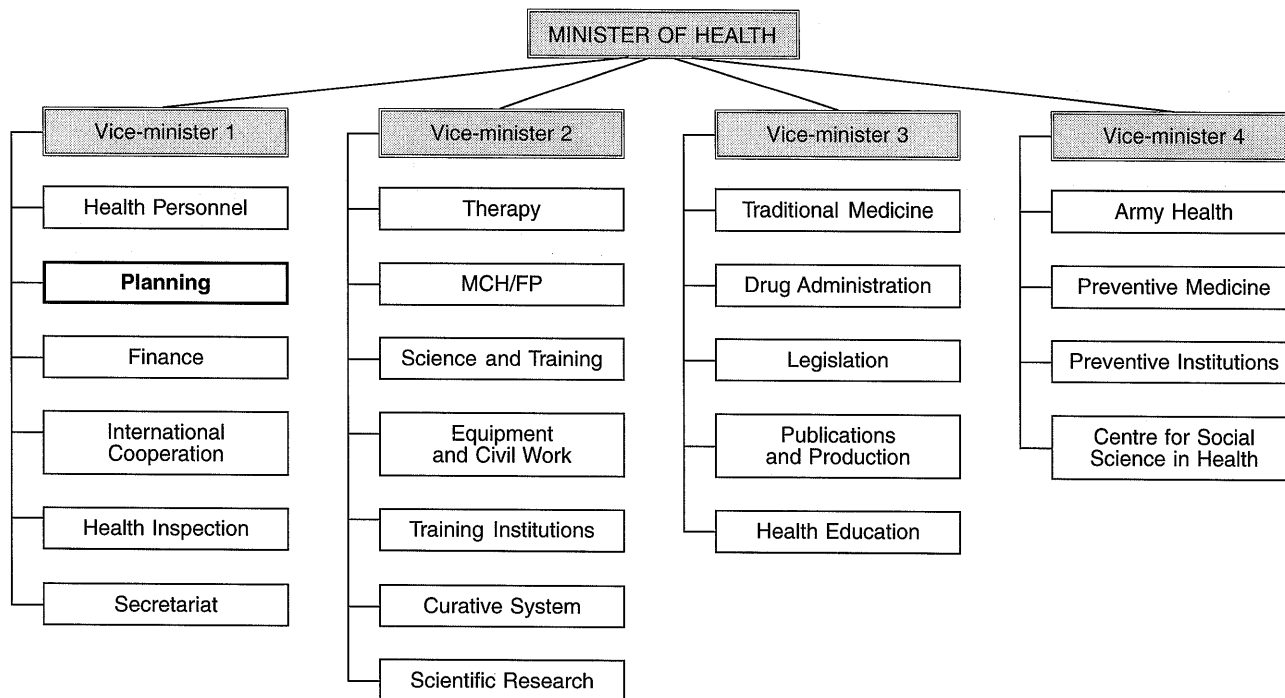 MINISTER OF HEALTH
Vice-minister 1
Health Personnel
Planning
Finance
International
Cooperation
Health Inspection
Secretariat
Vice-minister 2
Therapy
MCH/FP
Science and Training
Equipment
and Civil Work
Training Institutions
Curative System
Scientific Research
Vice-minister 3
Traditional Medicine
Drug Administration
Legislation
Publications
and Production
Health Education
Vice-minister 4
Army Health
Preventive Medicine
Preventive Institutions
Centre for Social
Science in Health